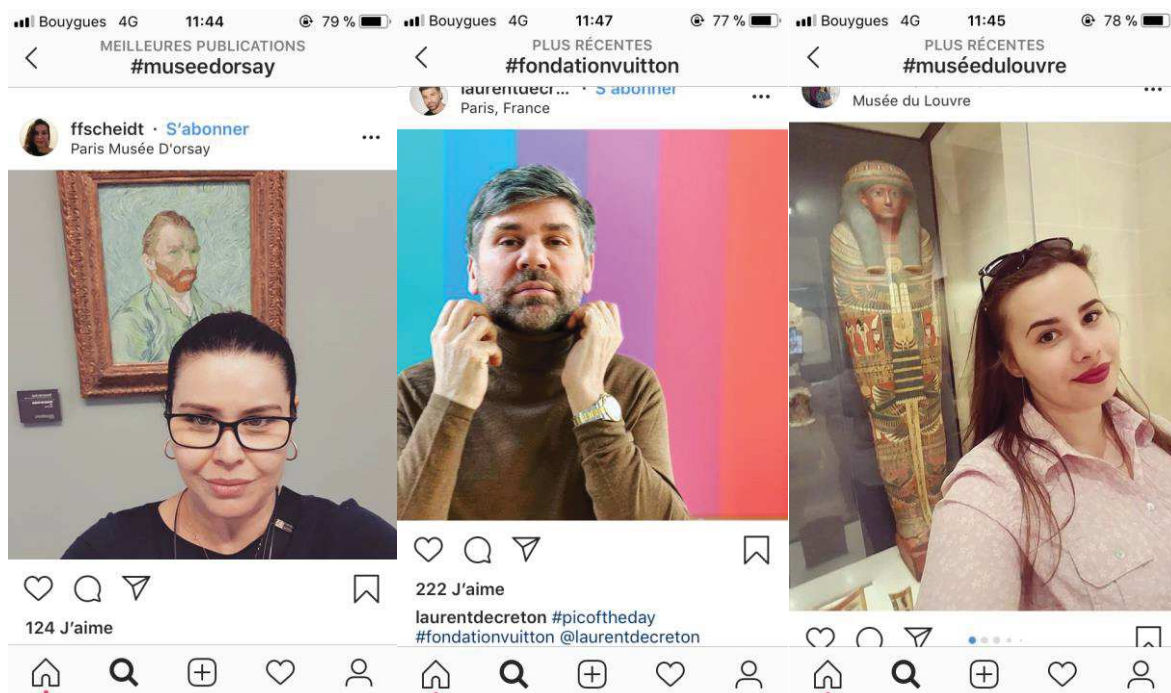 Bouygues 4G 11:44 79 %
MEILLEURES PUBLICATIONS
#museedorsay
ffscheidt · S'abonner
Paris Musée D'orsay
124 J'aime
Bouygues 4G 11:47 77 %
PLUS RÉCENTES
#fondationvuitton
laurentdecr... · S'abonner
Paris, France
222 J'aime
laurentdecreton #picoftheday
#fondationvuitton @laurentdecreton
Bouygues 4G 11:45 78 %
PLUS RÉCENTES
#muséedulouvre
Musée du Louvre